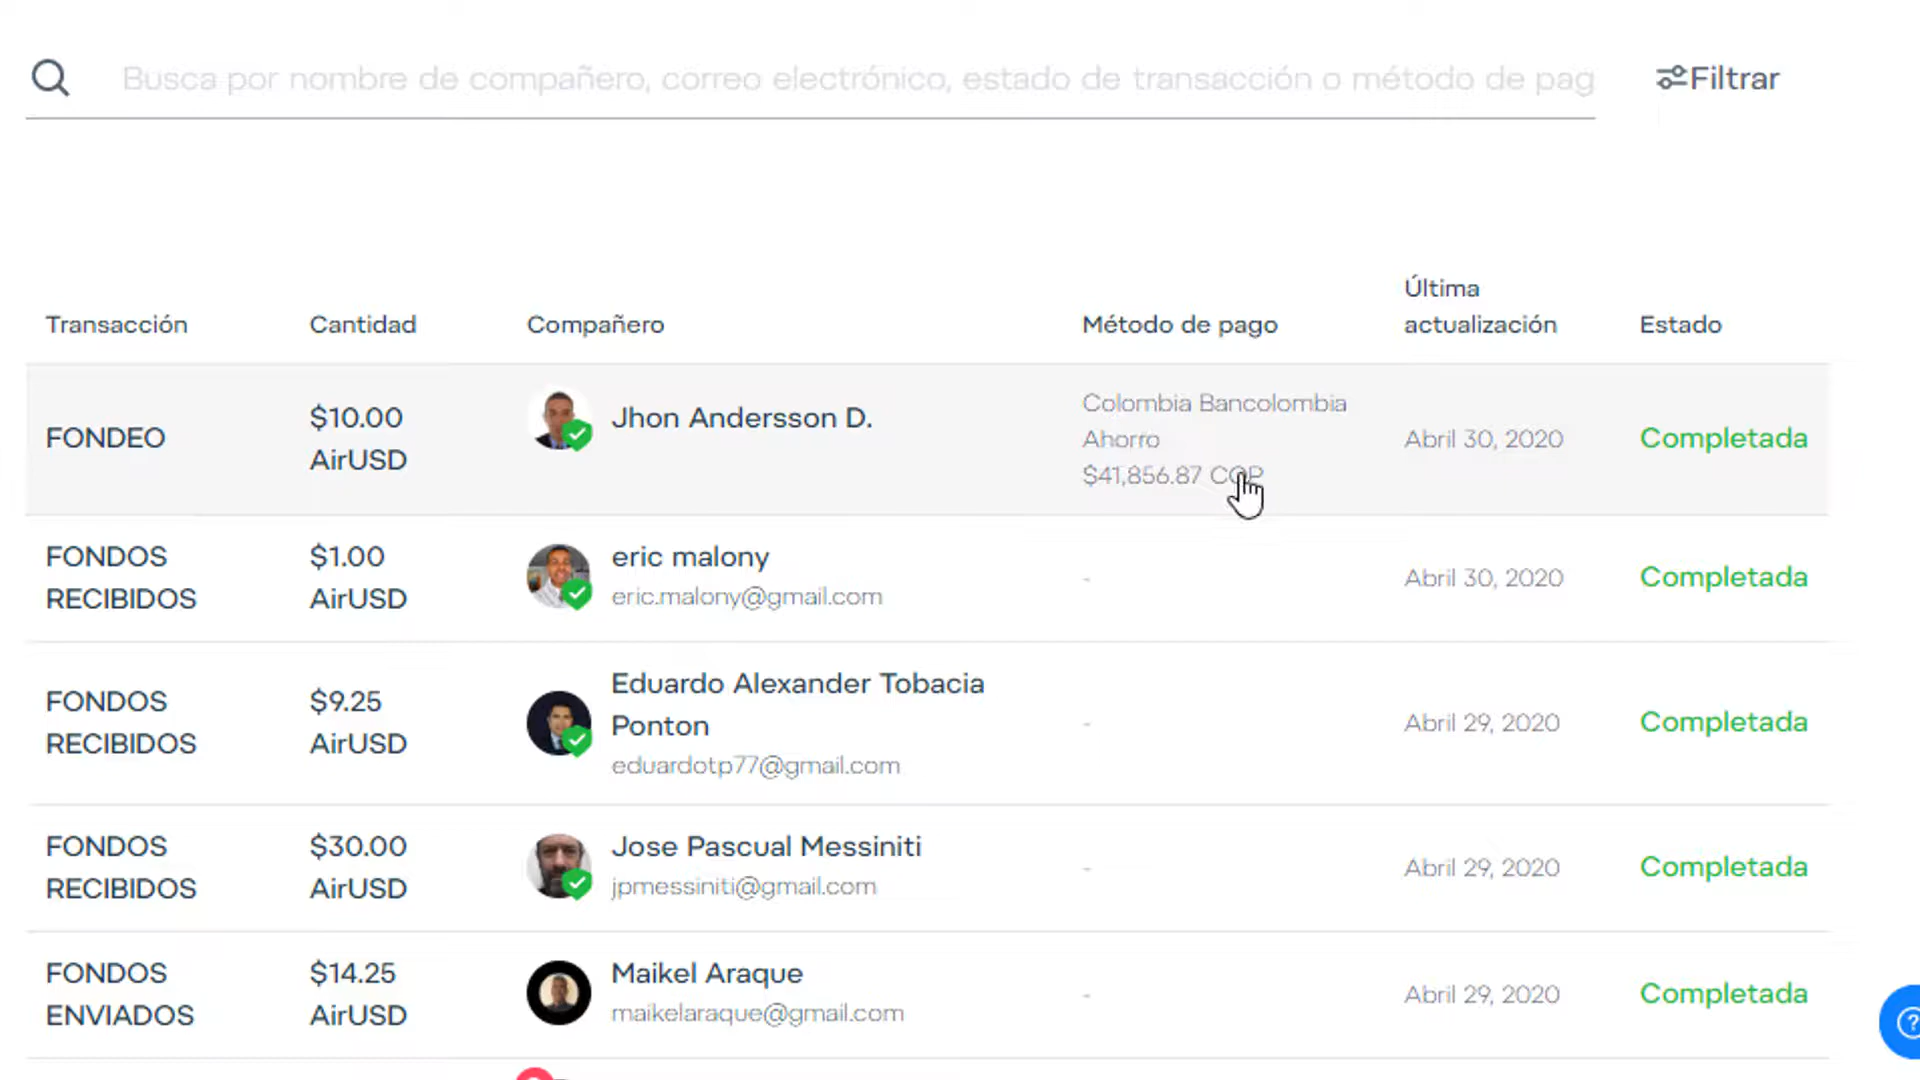 Busca por nombre de compañero, correo electrónico, estado de transacción o método de pag
Filtrar
Transacción
Cantidad
Compañero
Método de pago
Última
actualización
Estado
FONDEO
$10.00
AirUSD
Jhon Andersson D.
Colombia Bancolombia
Ahorro
$41,856.87 COP
Abril 30, 2020
Completada
FONDOS
RECIBIDOS
$1.00
AirUSD
eric malony
eric.malony@gmail.com
-
Abril 30, 2020
Completada
FONDOS
RECIBIDOS
$9.25
AirUSD
Eduardo Alexander Tobacia
Ponton
eduardotp77@gmail.com
-
Abril 29, 2020
Completada
FONDOS
RECIBIDOS
$30.00
AirUSD
Jose Pascual Messiniti
jpmessiniti@gmail.com
-
Abril 29, 2020
Completada
FONDOS
ENVIADOS
$14.25
AirUSD
Maikel Araque
maikelaraque@gmail.com
-
Abril 29, 2020
Completada
?